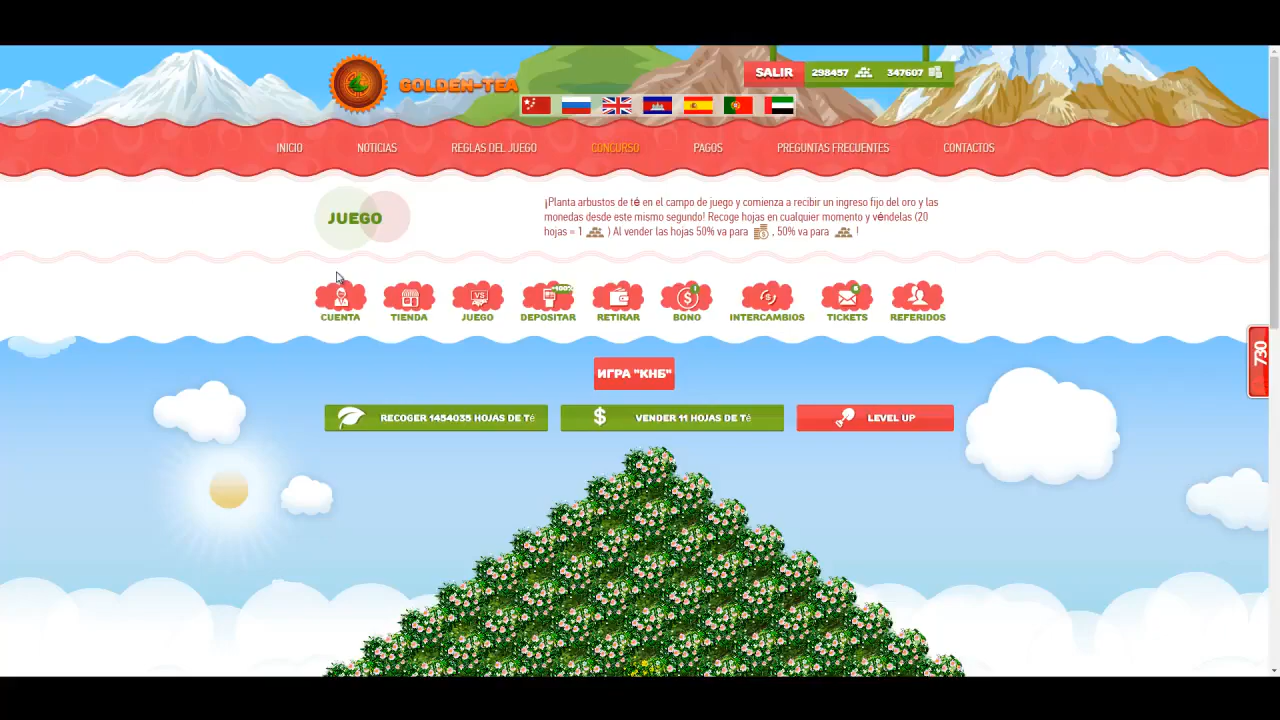 GOLDEN-TEA
SALIR
298457
347607
INICIO
NOTICIAS
REGLAS DEL JUEGO
CONCURSO
PAGOS
PREGUNTAS FRECUENTES
CONTACTOS
JUEGO
¡Planta arbustos de té en el campo de juego y comienza a recibir un ingreso fijo del oro y las
monedas desde este mismo segundo! Recoge hojas en cualquier momento y véndelas (20
hojas = 1 ) Al vender las hojas 50% va para , 50% va para !
+100%
VS
CUENTA
TIENDA
JUEGO
DEPOSITAR
RETIRAR
BONO
INTERCAMBIOS
TICKETS
REFERIDOS
730
ИГРА "КНБ"
RECOGER 1454035 HOJAS DE Té
$ VENDER 11 HOJAS DE Té
LEVEL UP